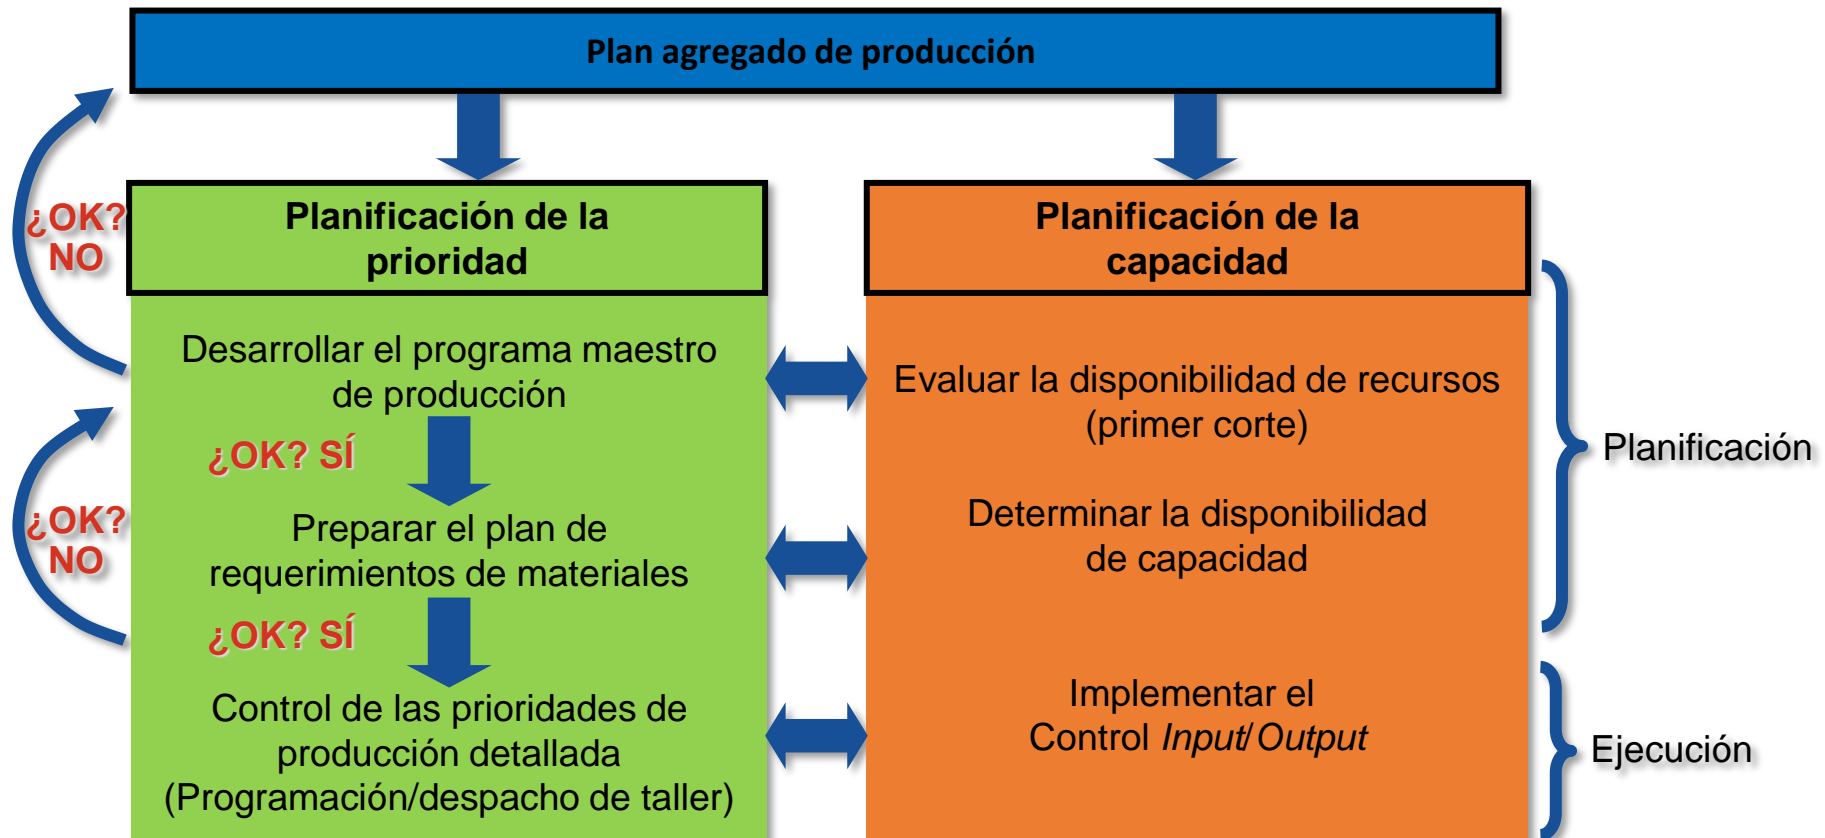 Plan agregado de producción
¿OK?
NO
Planificación de la
prioridad
Desarrollar el programa maestro
de producción
¿OK? SÍ
¿OK?
NO
Preparar el plan de
requerimientos de materiales
¿OK? SÍ
Control de las prioridades de
producción detallada
(Programación/despacho de taller)
Planificación de la
capacidad
Evaluar la disponibilidad de recursos
(primer corte)
Determinar la disponibilidad
de capacidad
Implementar el
Control Input/Output
Planificación
Ejecución